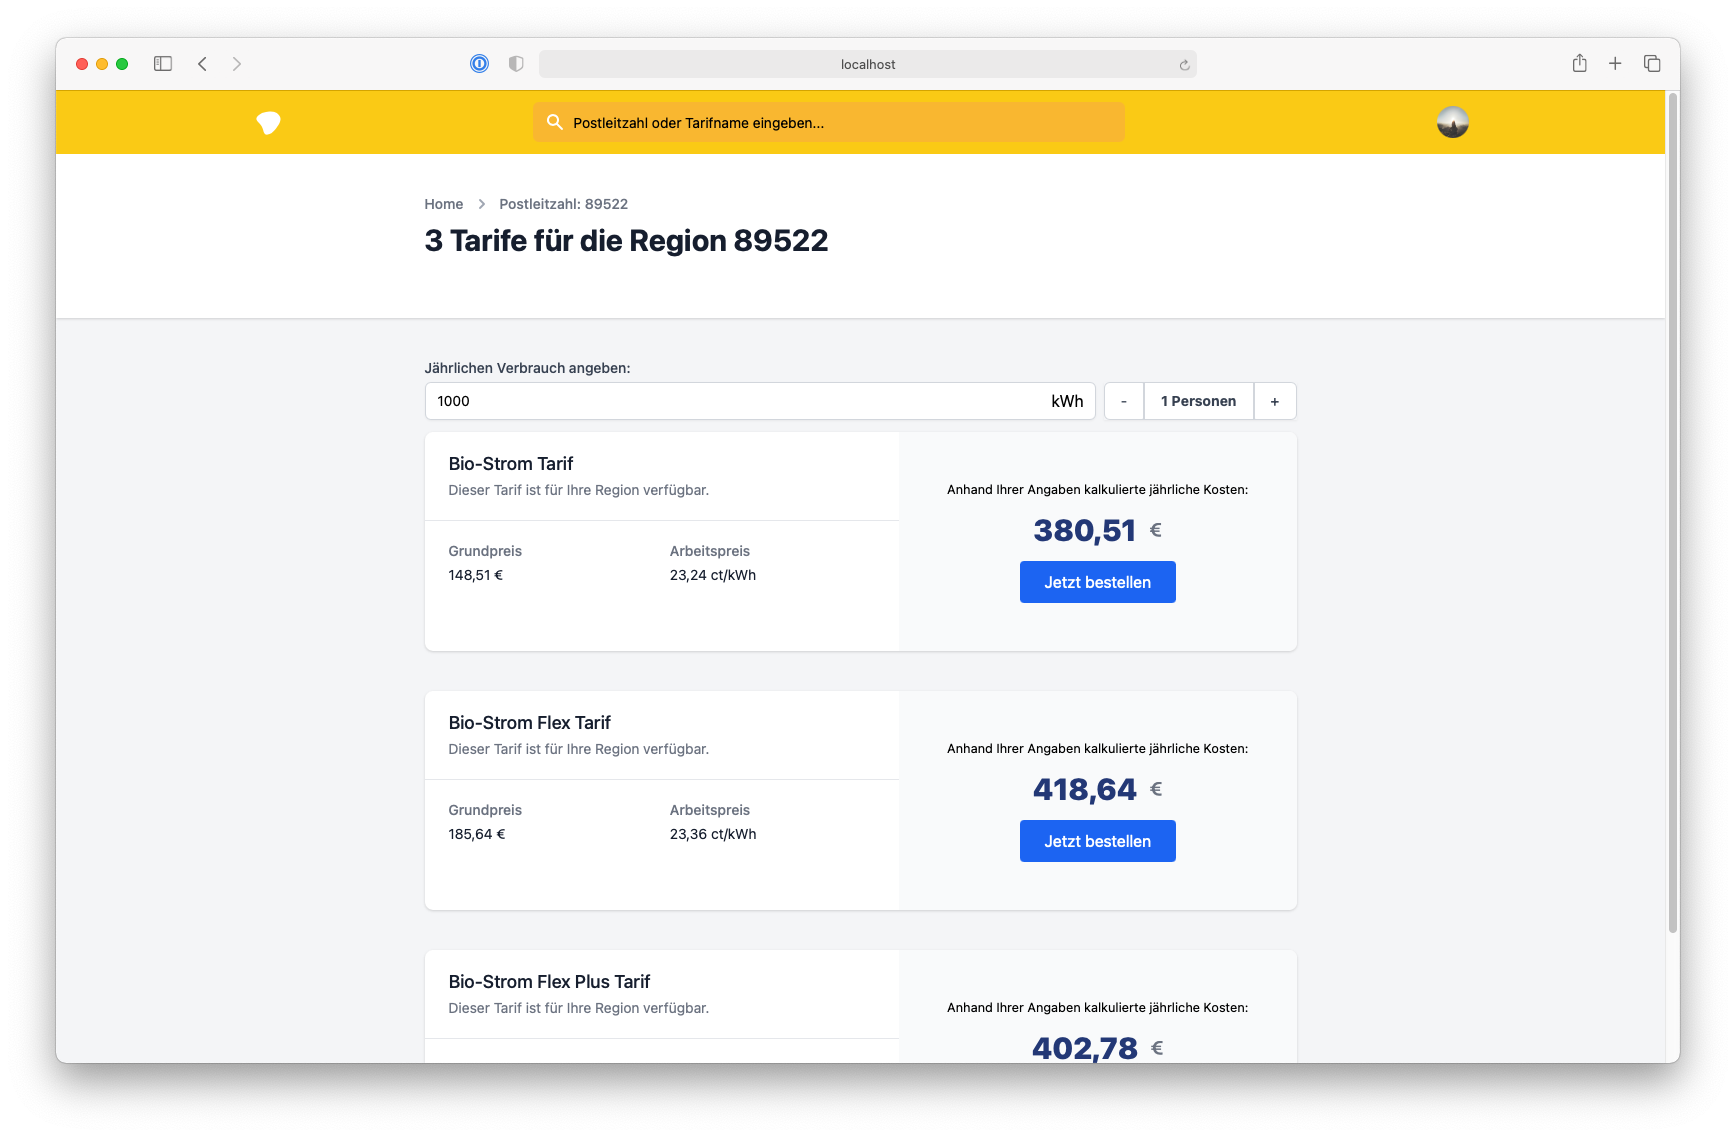 localhost
Postleitzahl oder Tarifname eingeben...
Home
Postleitzahl: 89522
3 Tarife für die Region 89522
Jährlichen Verbrauch angeben:
1000 kWh
- 1 Personen +
Bio-Strom Tarif
Dieser Tarif ist für Ihre Region verfügbar.
Grundpreis
148,51 €
Arbeitspreis
23,24 ct/kWh
Anhand Ihrer Angaben kalkulierte jährliche Kosten:
380,51 €
Jetzt bestellen
Bio-Strom Flex Tarif
Dieser Tarif ist für Ihre Region verfügbar.
Grundpreis
185,64 €
Arbeitspreis
23,36 ct/kWh
Anhand Ihrer Angaben kalkulierte jährliche Kosten:
418,64 €
Jetzt bestellen
Bio-Strom Flex Plus Tarif
Dieser Tarif ist für Ihre Region verfügbar.
Anhand Ihrer Angaben kalkulierte jährliche Kosten:
402,78 €